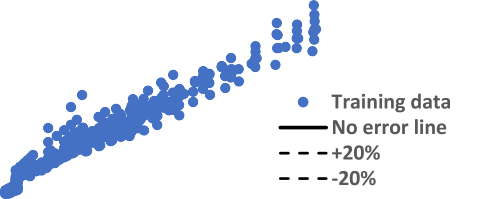 Training data
No error line
+20%
-20%